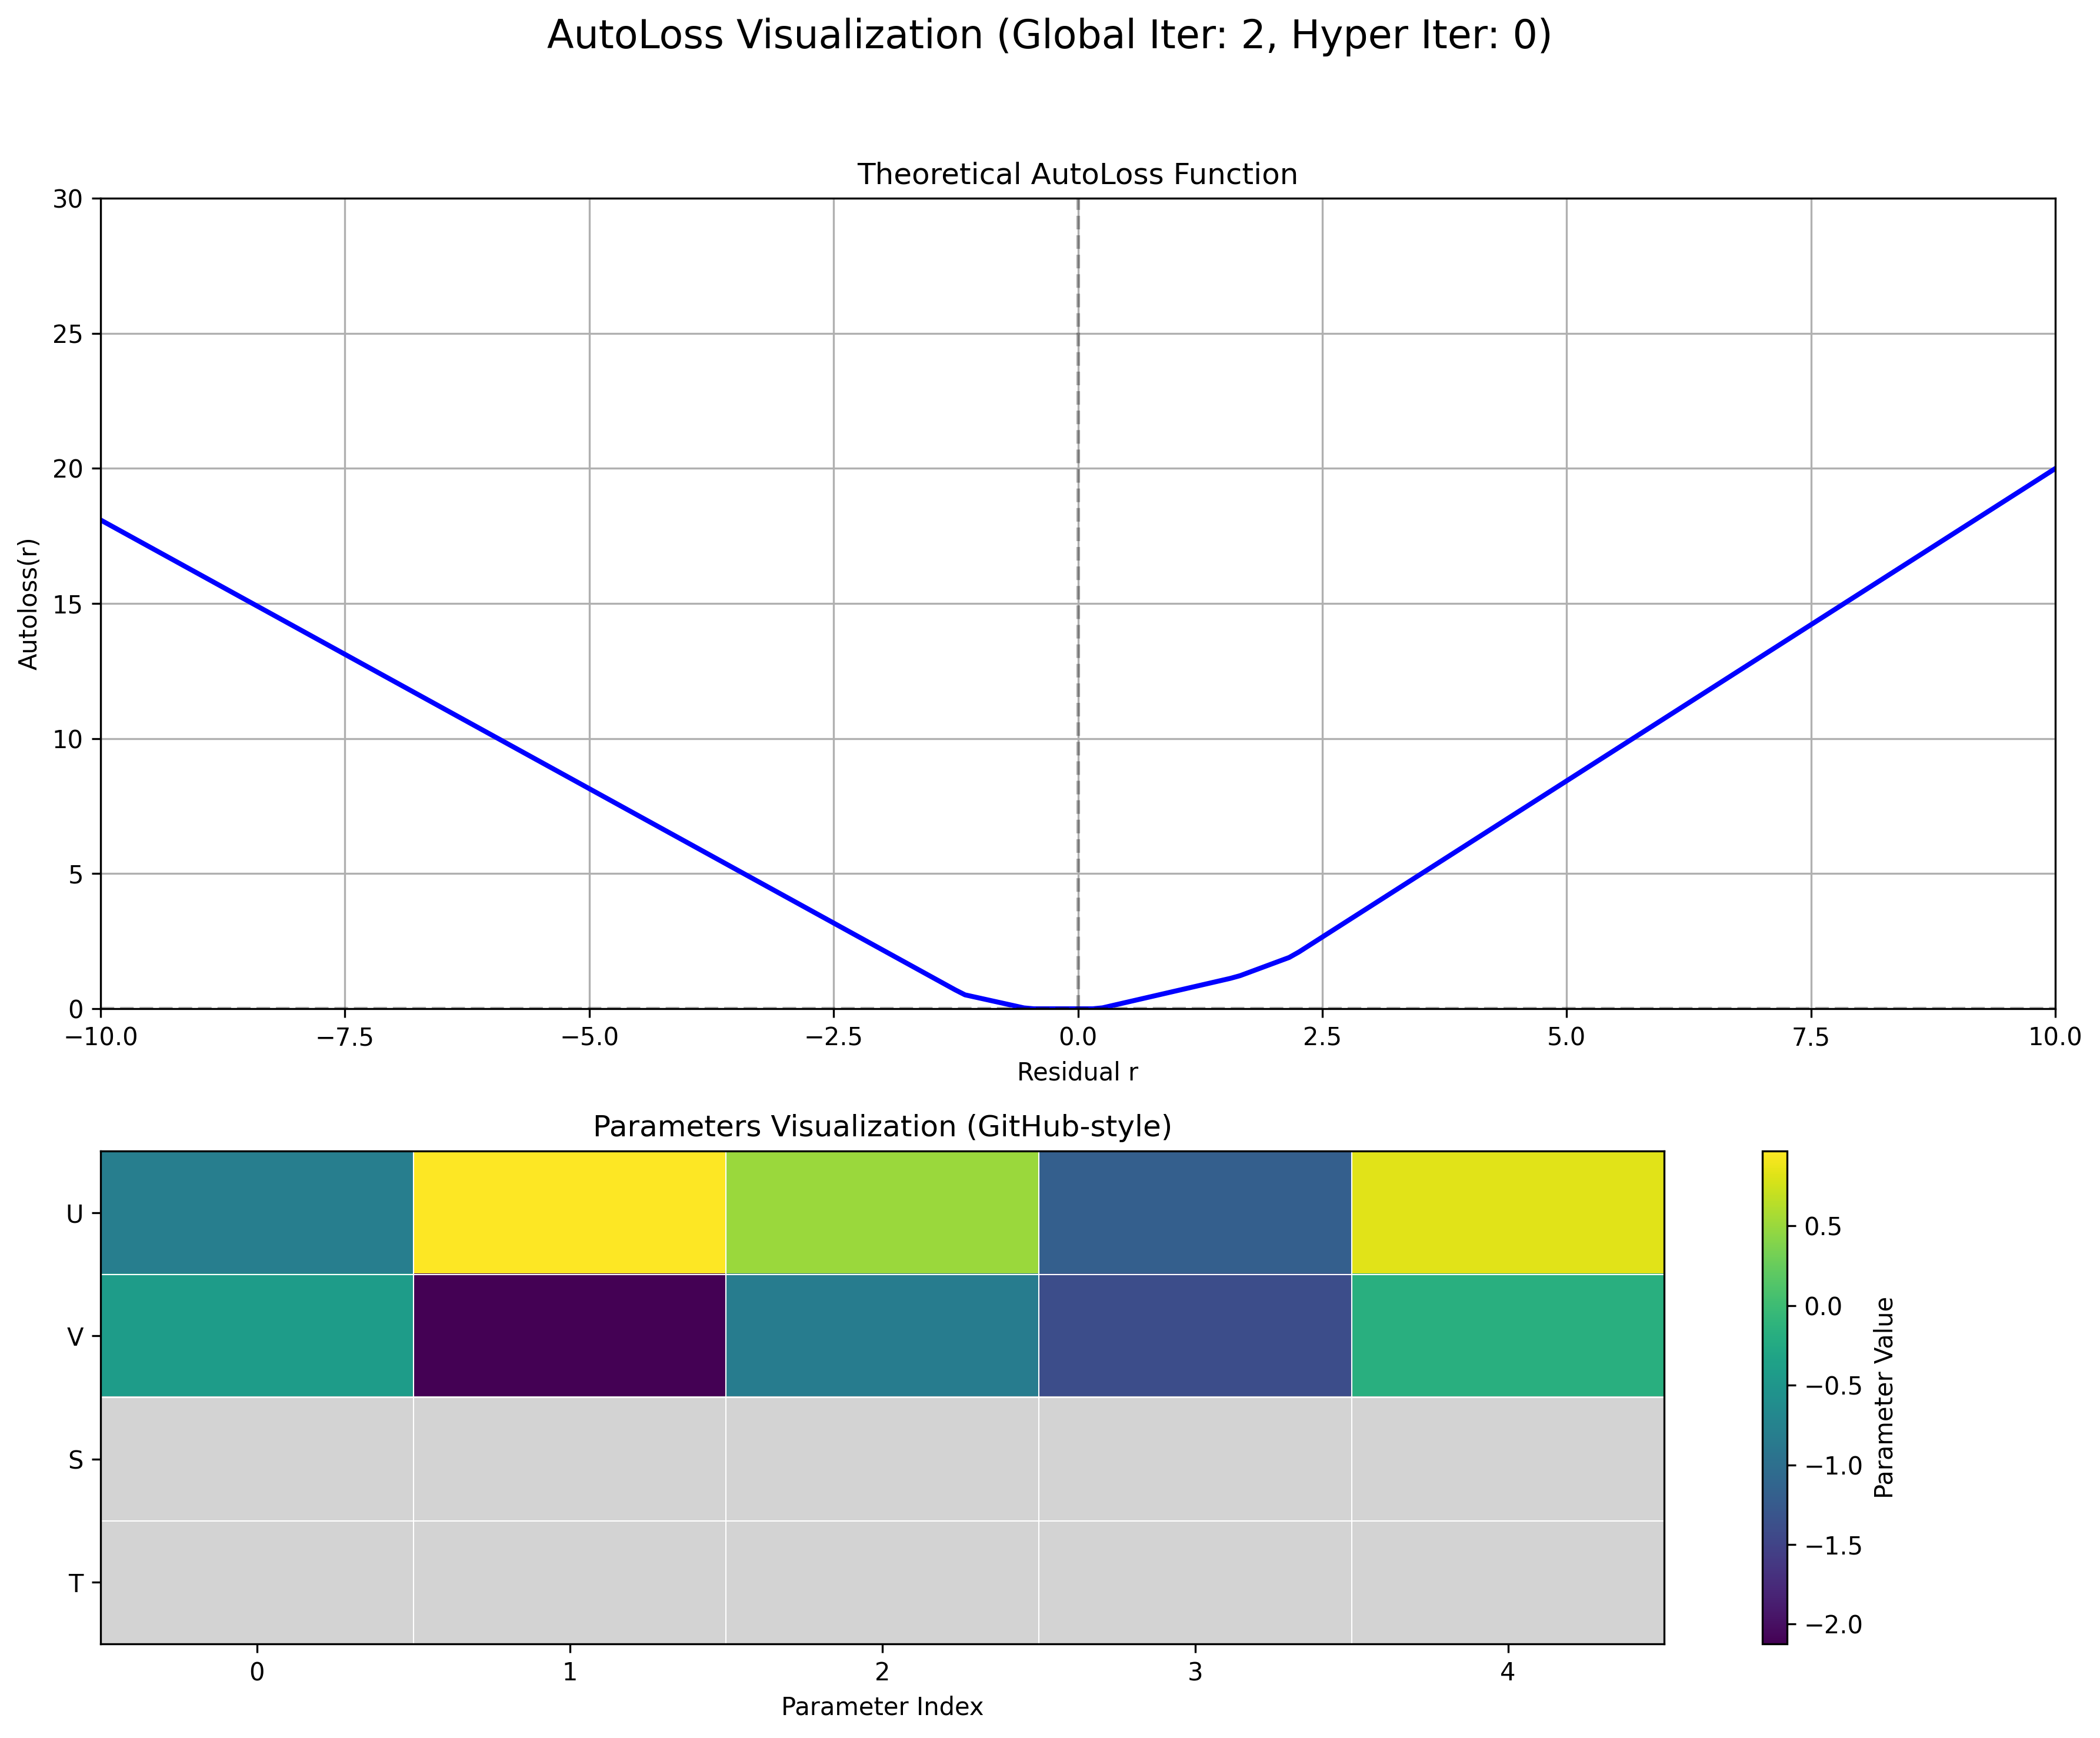 AutoLoss Visualization (Global Iter: 2, Hyper Iter: 0)
Theoretical AutoLoss Function
30
25
20
15
10
5
0
Autoloss(r)
−10.0 −7.5 −5.0 −2.5 0.0 2.5 5.0 7.5 10.0
Residual r
Parameters Visualization (GitHub-style)
U
V
S
T
0 1 2 3 4
Parameter Index
0.5
0.0
−0.5
−1.0
−1.5
−2.0
Parameter Value